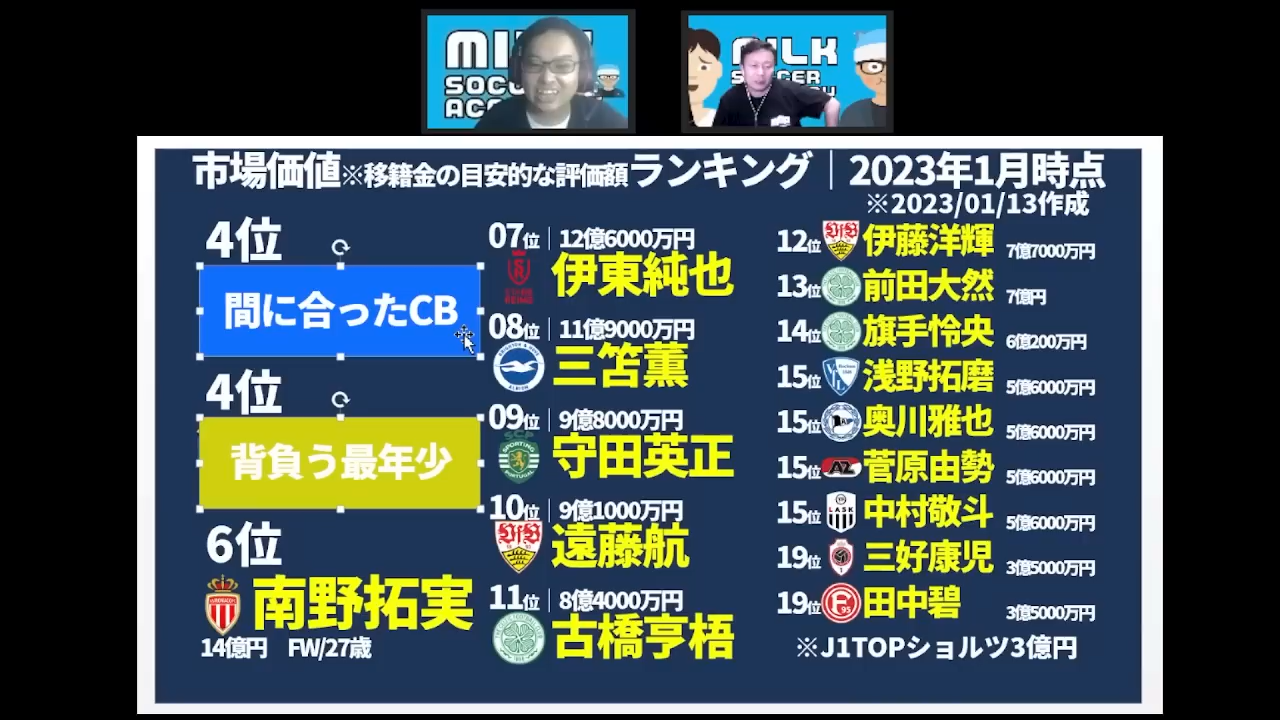 MILK
SOCCER
市場価値※移籍金の目安的な評価額ランキング｜2023年1月時点
※2023/01/13作成
4位
間に合ったCB
4位
背負う最年少
6位
南野拓実
14億円 FW/27歳
07位｜12億6000万円
伊東純也
08位｜11億9000万円
三笘薫
09位｜9億8000万円
守田英正
10位｜9億1000万円
遠藤航
11位｜8億4000万円
古橋亨梧
12位 伊藤洋輝 7億7000万円
13位 前田大然 7億円
14位 旗手怜央 6億200万円
15位 浅野拓磨 5億6000万円
15位 奥川雅也 5億6000万円
15位 AZ 菅原由勢 5億6000万円
15位 LASK 中村敬斗 5億6000万円
19位 三好康児 3億5000万円
19位 F95 田中碧 3億5000万円
※J1TOPショルツ3億円